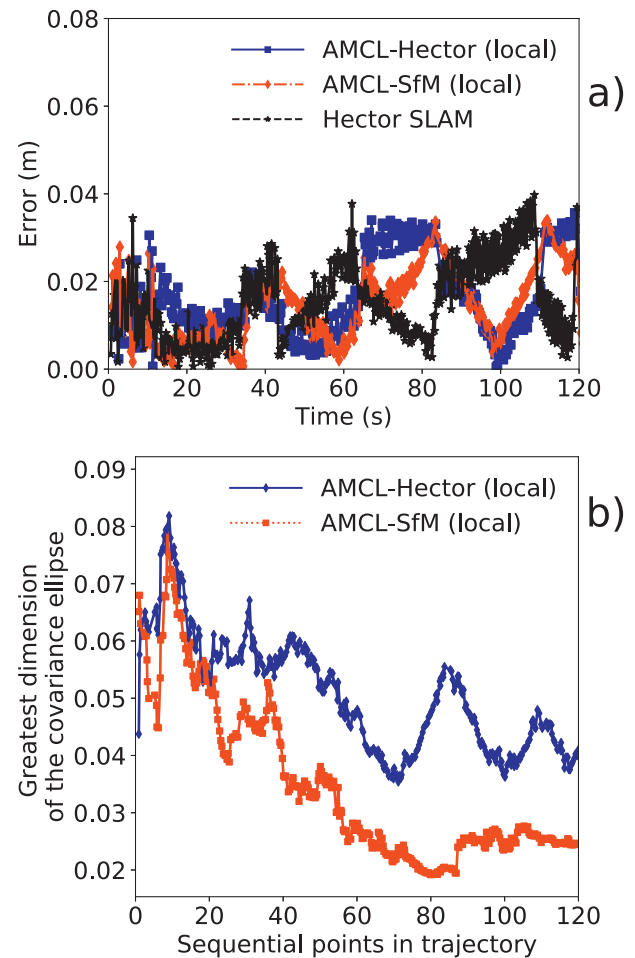 0.08
0.06
0.04
0.02
0.00
Error (m)
AMCL-Hector (local)
AMCL-SfM (local)
Hector SLAM
a)
0 20 40 60 80 100 120
Time (s)
0.09
0.08
0.07
0.06
0.05
0.04
0.03
0.02
Greatest dimension
of the covariance ellipse
AMCL-Hector (local)
AMCL-SfM (local)
b)
0 20 40 60 80 100 120
Sequential points in trajectory